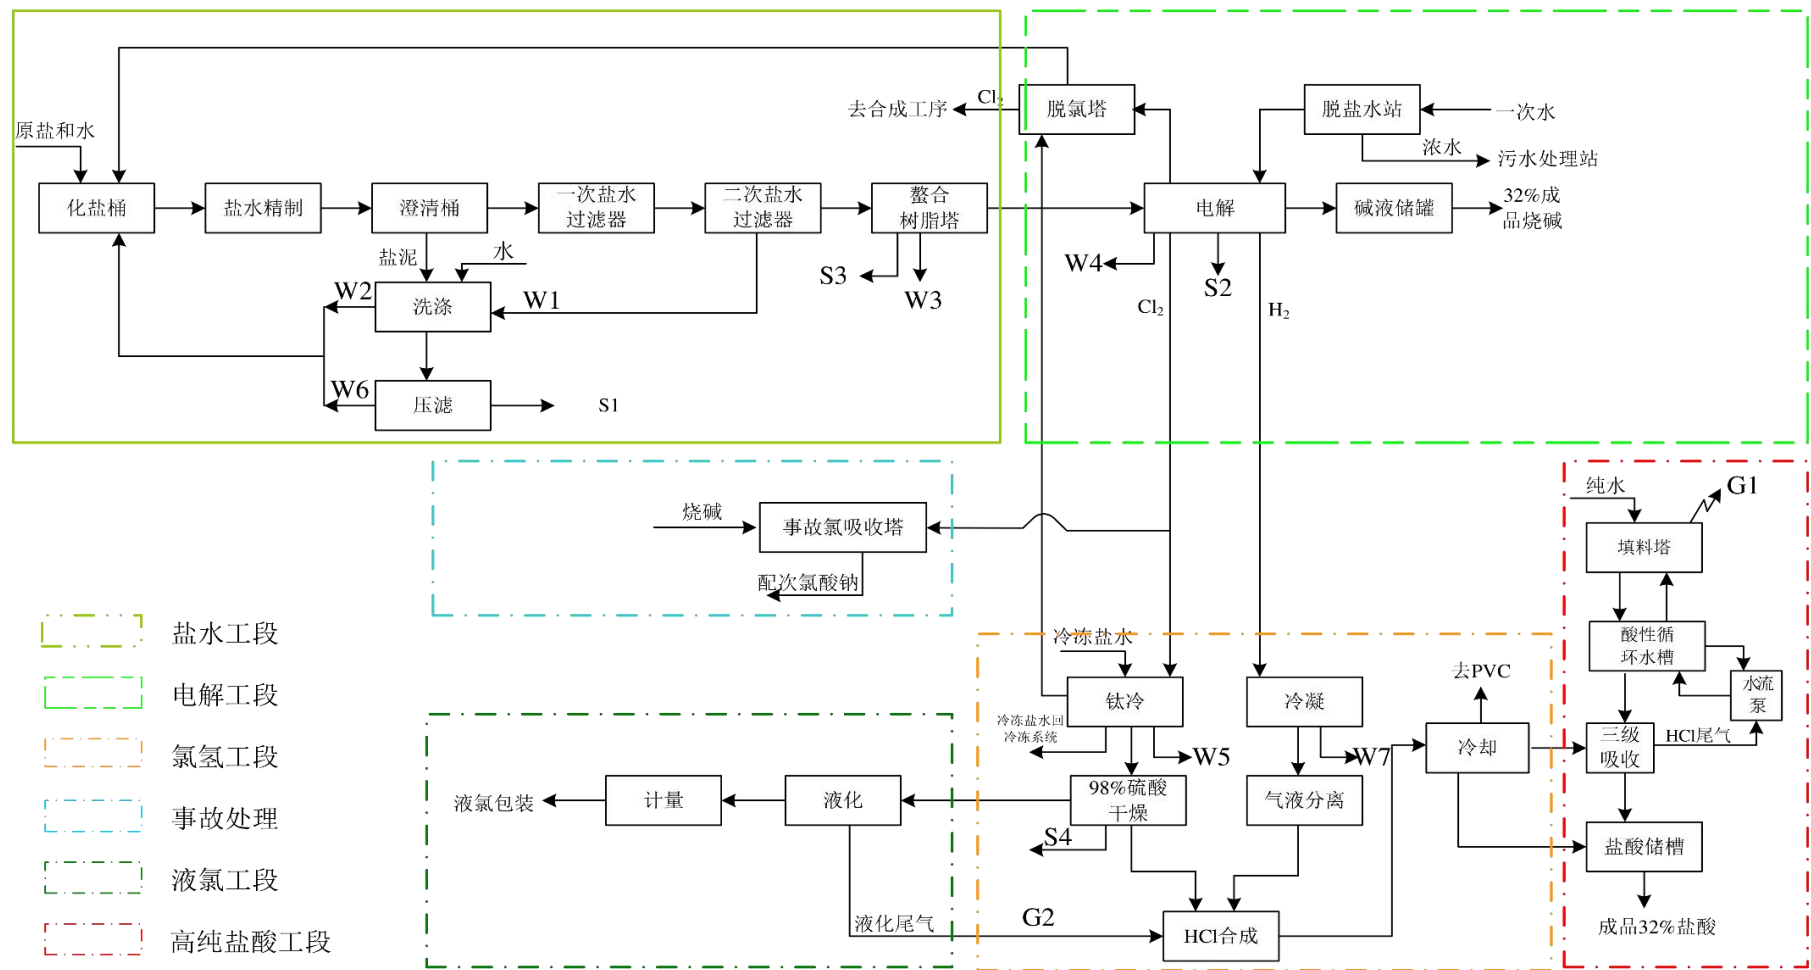 原盐和水
化盐桶
盐水精制
澄清桶
一次盐水
过滤器
二次盐水
过滤器
螯合
树脂塔
盐泥
水
洗涤
W2
W1
W6
压滤
S1
S3
W3
去合成工序
Cl₂
脱氯塔
脱盐水站
一次水
浓水
污水处理站
电解
碱液储罐
32%成
品烧碱
W4
S2
Cl₂
H₂
烧碱
事故氯吸收塔
配次氯酸钠
纯水
G1
填料塔
酸性循
环水槽
水流
泵
三级
吸收
HCl尾气
盐酸储槽
成品32%盐酸
冷冻盐水
钛冷
冷冻盐水回
冷冻系统
W5
98%硫酸
干燥
S4
冷凝
W7
气液分离
去PVC
冷却
HCl合成
液氯包装
计量
液化
液化尾气
G2
盐水工段
电解工段
氯氢工段
事故处理
液氯工段
高纯盐酸工段